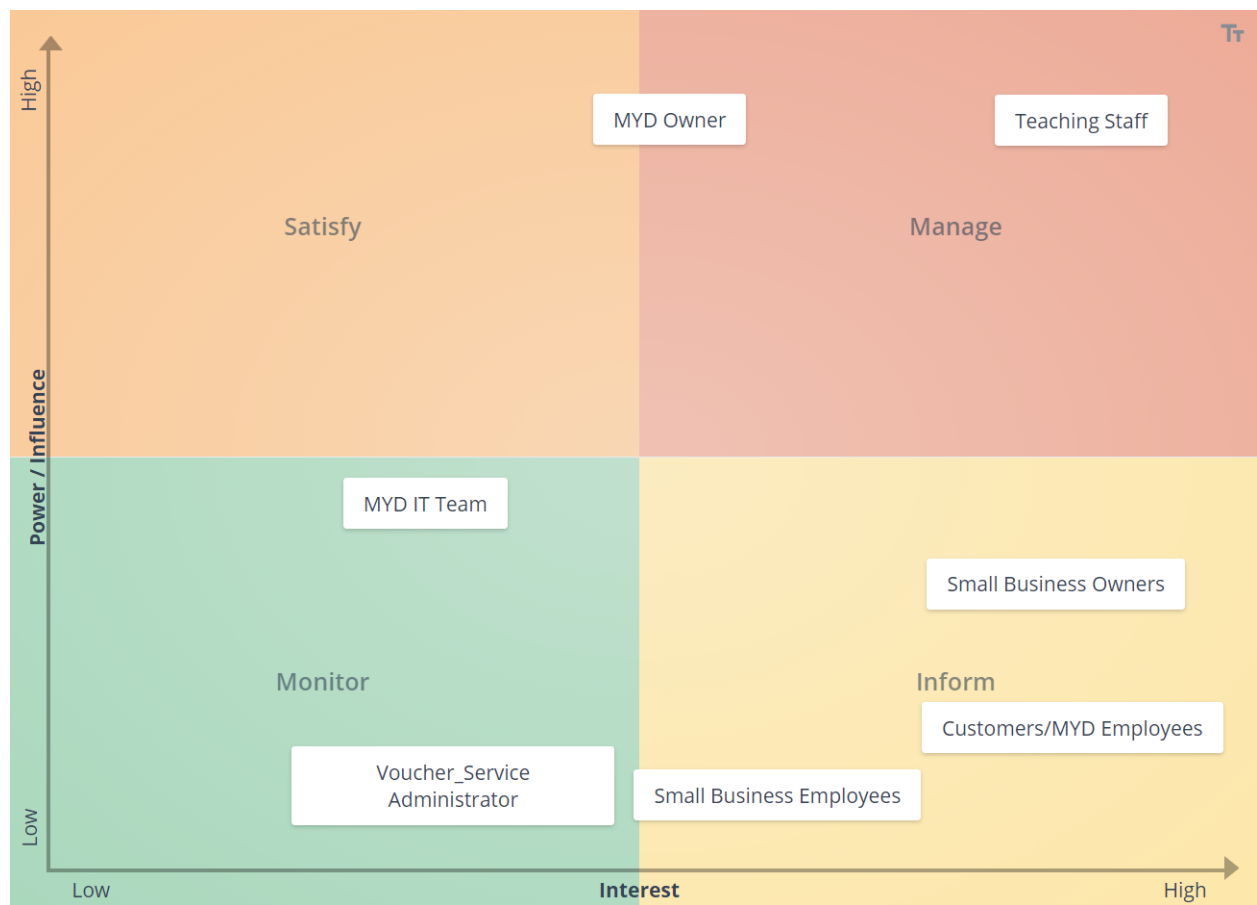 Tт
High
MYD Owner
Teaching Staff
Satisfy
Manage
Power / Influence
MYD IT Team
Small Business Owners
Monitor
Inform
Customers/MYD Employees
Voucher_Service
Administrator
Small Business Employees
Low
Low
Interest
High